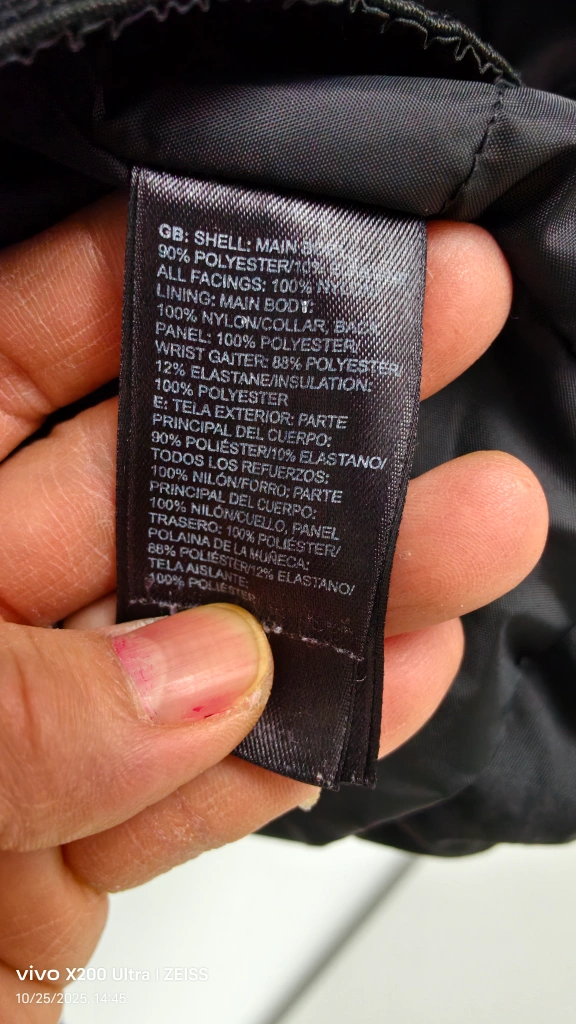 GB: SHELL: MAIN
90% POLYESTER/10%
ALL FACINGS: 100% NY
LINING: MAIN BODY:
100% NYLON/COLLAR, BACK
PANEL: 100% POLYESTER/
WRIST GAITER: 88% POLYESTER/
12% ELASTANE/INSULATION:
100% POLYESTER
E: TELA EXTERIOR: PARTE
PRINCIPAL DEL CUERPO:
90% POLIÉSTER/10% ELASTANO/
TODOS LOS REFUERZOS:
100% NILÓN/FORRO: PARTE
PRINCIPAL DEL CUERPO:
100% NILÓN/CUELLO, PANEL
TRASERO: 100% POLIÉSTER/
POLAINA DE LA MUÑECA:
88% POLIÉSTER/12% ELASTANO/
TELA AISLANTE:
100% POLIÉSTER
vivo X200 Ultra | ZEISS
10/25/2025, 14:45